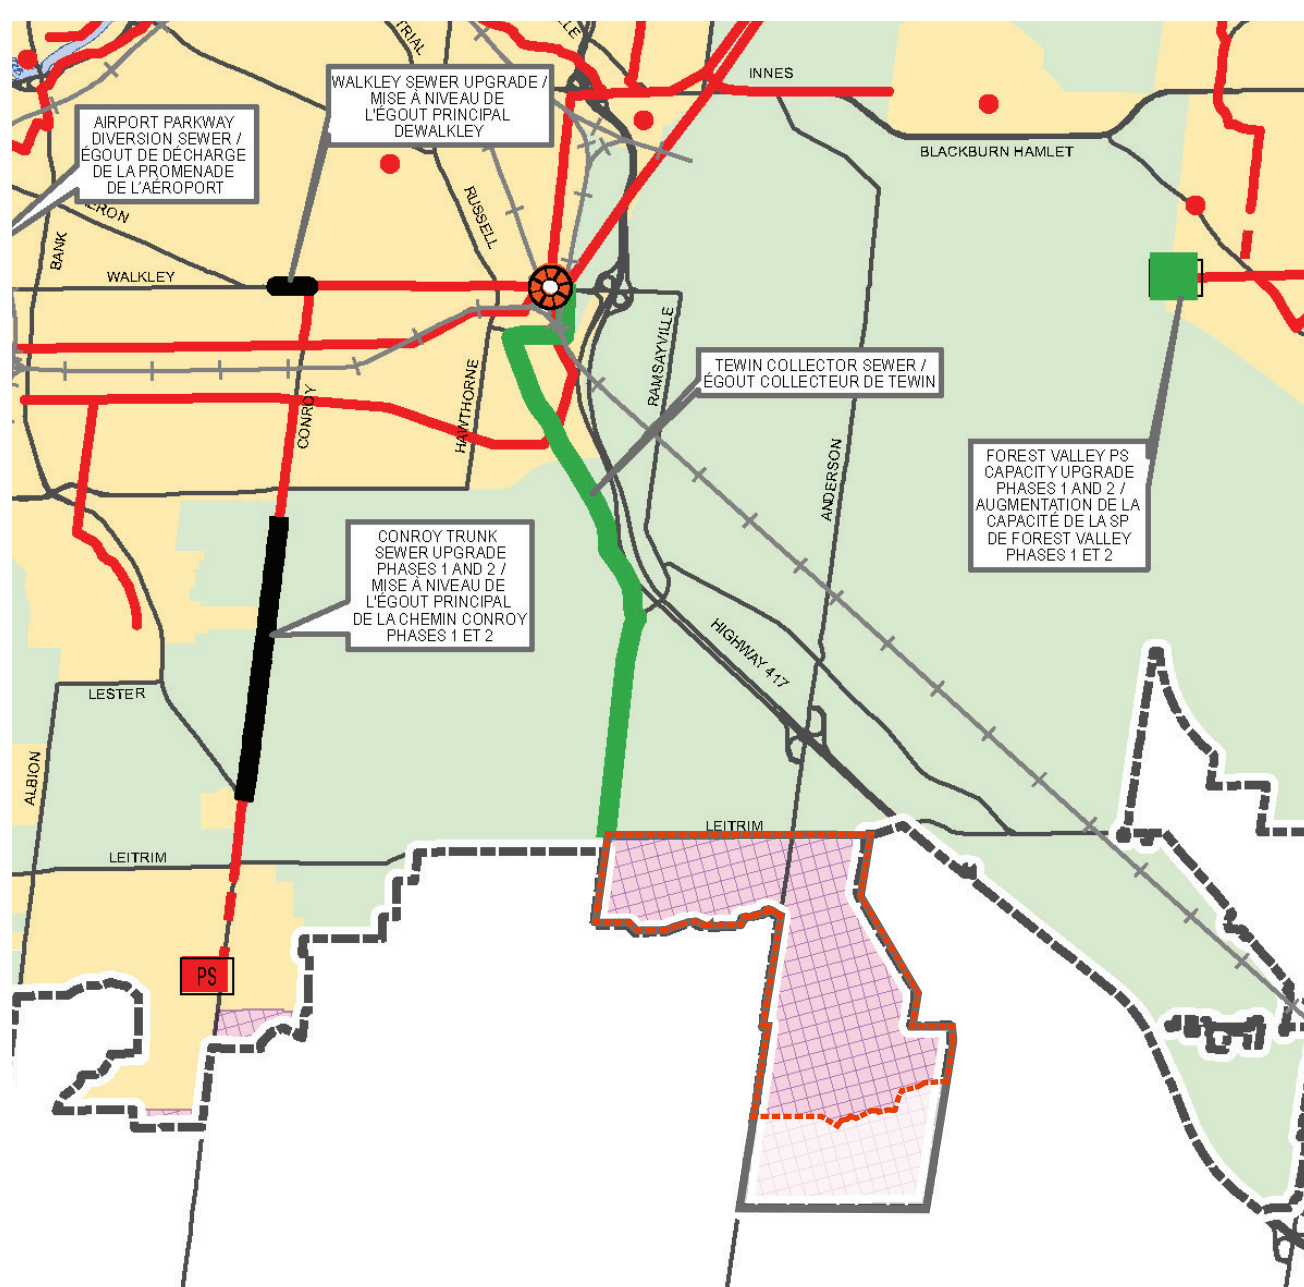 TRIAL
LLE
INNES
WALKLEY SEWER UPGRADE /
MISE À NIVEAU DE
L'ÉGOUT PRINCIPAL
DEWALKLEY
AIRPORT PARKWAY
DIVERSION SEWER /
ÉGOUT DE DÉCHARGE
DE LA PROMENADE
DE L'AÉROPORT
BLACKBURN HAMLET
ERON
RUSSELL
BANK
WALKLEY
RAMSAYVILLE
TEWIN COLLECTOR SEWER /
ÉGOUT COLLECTEUR DE TEWIN
CONROY
HAWTHORNE
ANDERSON
FOREST VALLEY PS
CAPACITY UPGRADE
PHASES 1 AND 2 /
AUGMENTATION DE LA
CAPACITÉ DE LA SP
DE FOREST VALLEY
PHASES 1 ET 2
CONROY TRUNK
SEWER UPGRADE
PHASES 1 AND 2 /
MISE À NIVEAU DE
L'ÉGOUT PRINCIPAL
DE LA CHEMIN CONROY
PHASES 1 ET 2
HIGHWAY 417
LESTER
ALBION
LEITRIM
LEITRIM
PS